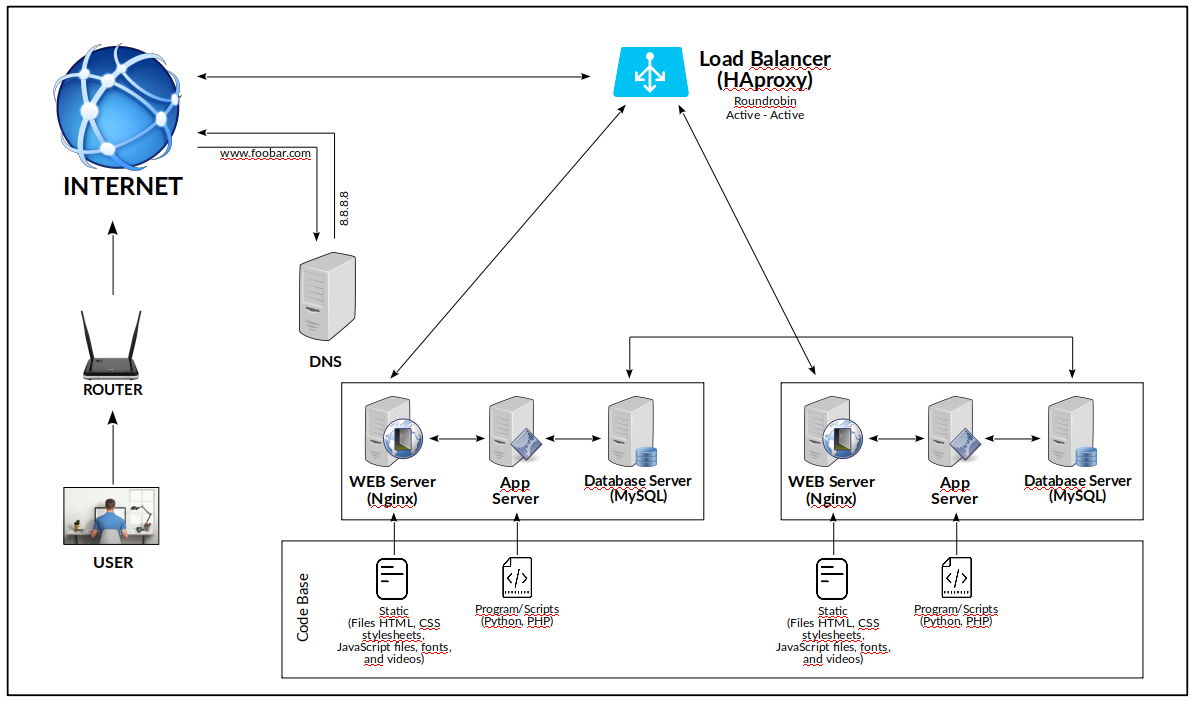 Load Balancer
(HAproxy)
Roundrobin
Active - Active
www.foobar.com
INTERNET
8.8.8.8
DNS
ROUTER
USER
WEB Server
(Nginx)
App
Server
Database Server
(MySQL)
WEB Server
(Nginx)
App
Server
Database Server
(MySQL)
Code Base
Static
(Files HTML, CSS
stylesheets,
JavaScript files, fonts,
and videos)
Program/Scripts
(Python, PHP)
Static
(Files HTML, CSS
stylesheets,
JavaScript files, fonts,
and videos)
Program/Scripts
(Python, PHP)